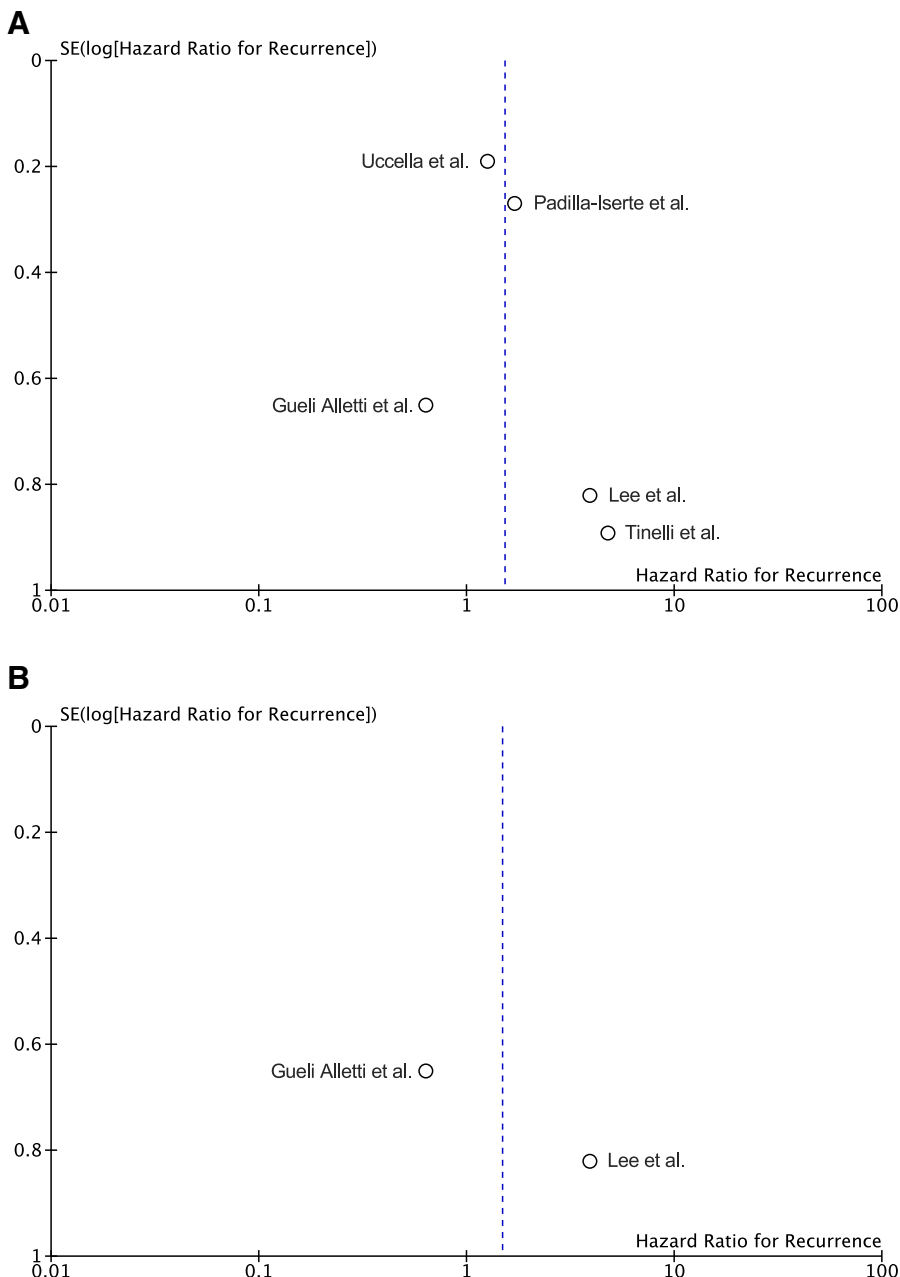 A
SE(log[Hazard Ratio for Recurrence])
0
Uccella et al.
0.2
Padilla-Iserte et al.
0.4
0.6
Gueli Alletti et al.
0.8
Lee et al.
Tinelli et al.
Hazard Ratio for Recurrence
1
0.01 0.1 1 10 100
B
SE(log[Hazard Ratio for Recurrence])
0
0.2
0.4
0.6
Gueli Alletti et al.
0.8
Lee et al.
Hazard Ratio for Recurrence
1
0.01 0.1 1 10 100